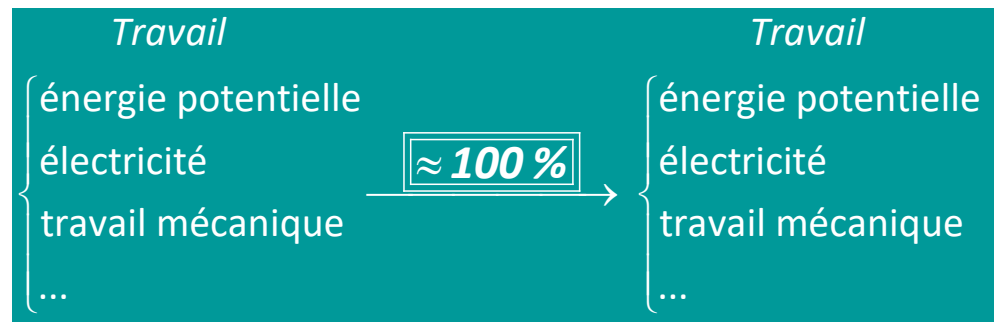 Travail Travail
énergie potentielle énergie potentielle
électricité ≈ 100 % électricité
travail mécanique travail mécanique
... ...